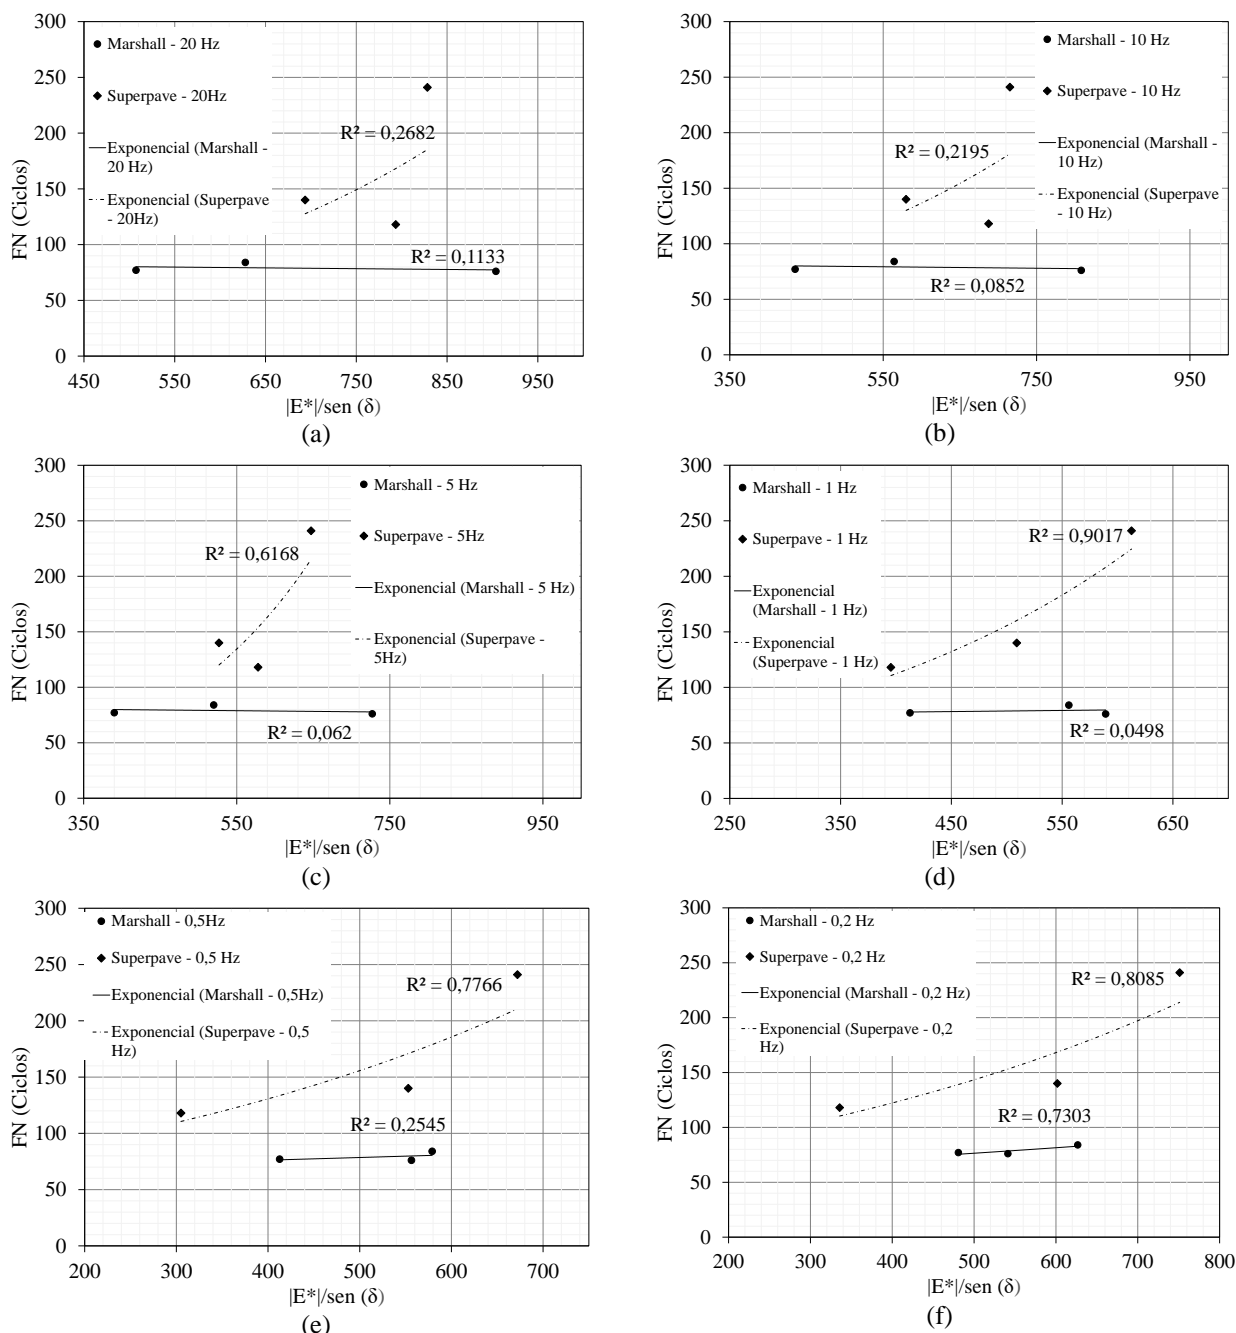 300
250
200
150
100
50
0
FN (Ciclos)
Marshall - 20 Hz
Superpave - 20Hz
Exponencial (Marshall -
20 Hz)
Exponencial (Superpave
- 20Hz)
R² = 0,2682
R² = 0,1133
450 550 650 750 850 950
|E*|/sen (δ)
(a)
300
250
200
150
100
50
0
FN (Ciclos)
Marshall - 10 Hz
Superpave - 10 Hz
Exponencial (Marshall -
10 Hz)
Exponencial (Superpave
- 10 Hz)
R² = 0,2195
R² = 0,0852
350 550 750 950
|E*|/sen (δ)
(b)
300
250
200
150
100
50
0
FN (Ciclos)
Marshall - 5 Hz
Superpave - 5Hz
Exponencial (Marshall - 5 Hz)
Exponencial (Superpave -
5Hz)
R² = 0,6168
R² = 0,062
350 550 750 950
|E*|/sen (δ)
(c)
300
250
200
150
100
50
0
FN (Ciclos)
Marshall - 1 Hz
Superpave - 1 Hz
Exponencial
(Marshall - 1 Hz)
Exponencial
(Superpave - 1 Hz)
R² = 0,9017
R² = 0,0498
250 350 450 550 650
|E*|/sen (δ)
(d)
300
250
200
150
100
50
0
FN (Ciclos)
Marshall - 0,5Hz
Superpave - 0,5 Hz
Exponencial (Marshall - 0,5Hz)
Exponencial (Superpave - 0,5
Hz)
R² = 0,7766
R² = 0,2545
200 300 400 500 600 700
|E*|/sen (δ)
(e)
300
250
200
150
100
50
0
FN (Ciclos)
Marshall - 0,2 Hz
Superpave - 0,2 Hz
Exponencial (Marshall - 0,2 Hz)
Exponencial (Superpave - 0,2
Hz)
R² = 0,8085
R² = 0,7303
200 300 400 500 600 700 800
|E*|/sen (δ)
(f)